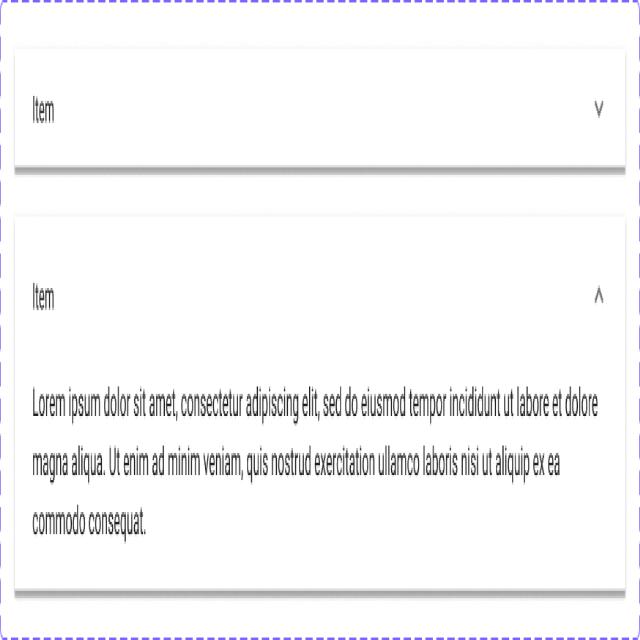 Item
Item
Lorem ipsum dolor sit amet, consectetur adipiscing elit, sed do eiusmod tempor incididunt ut labore et dolore
magna aliqua. Ut enim ad minim veniam, quis nostrud exercitation ullamco laboris nisi ut aliquip ex ea
commodo consequat.